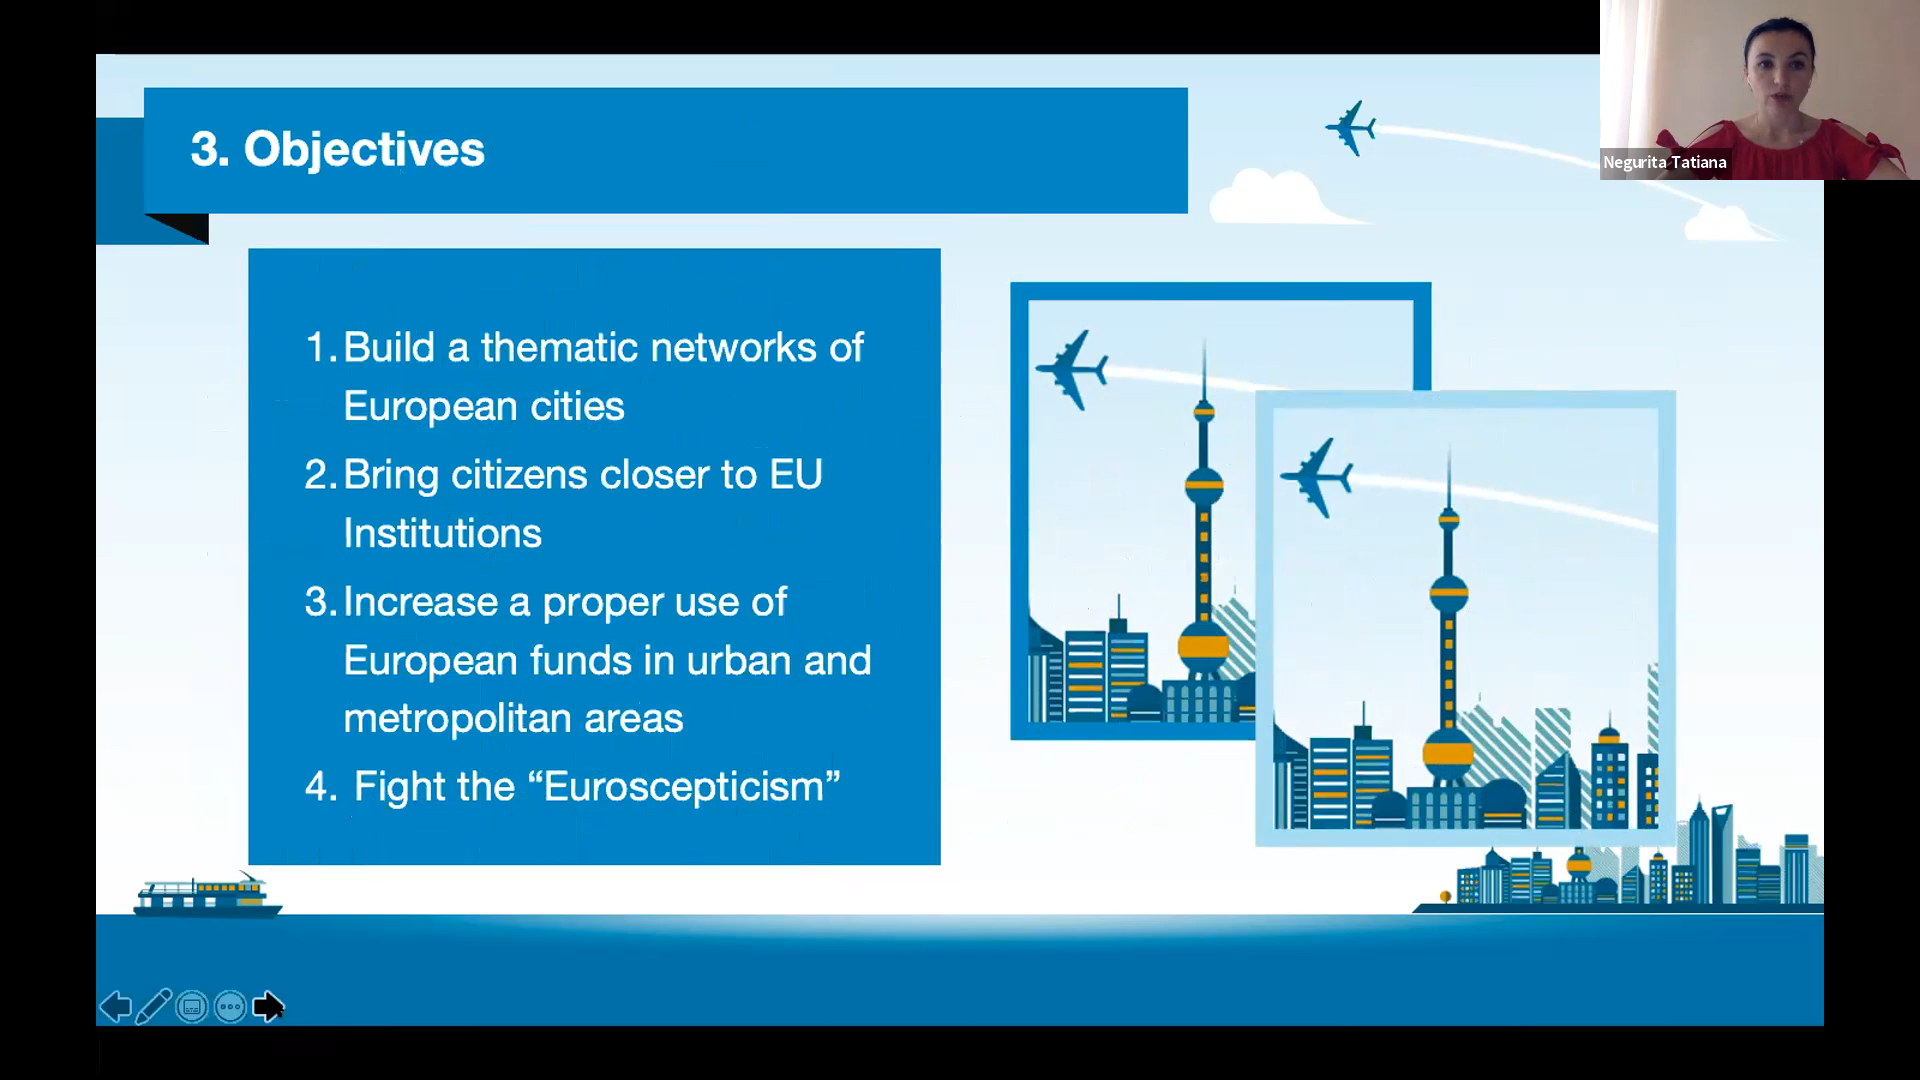 3. Objectives
Negurita Tatiana
1. Build a thematic networks of
European cities
2. Bring citizens closer to EU
Institutions
3. Increase a proper use of
European funds in urban and
metropolitan areas
4. Fight the “Euroscepticism”